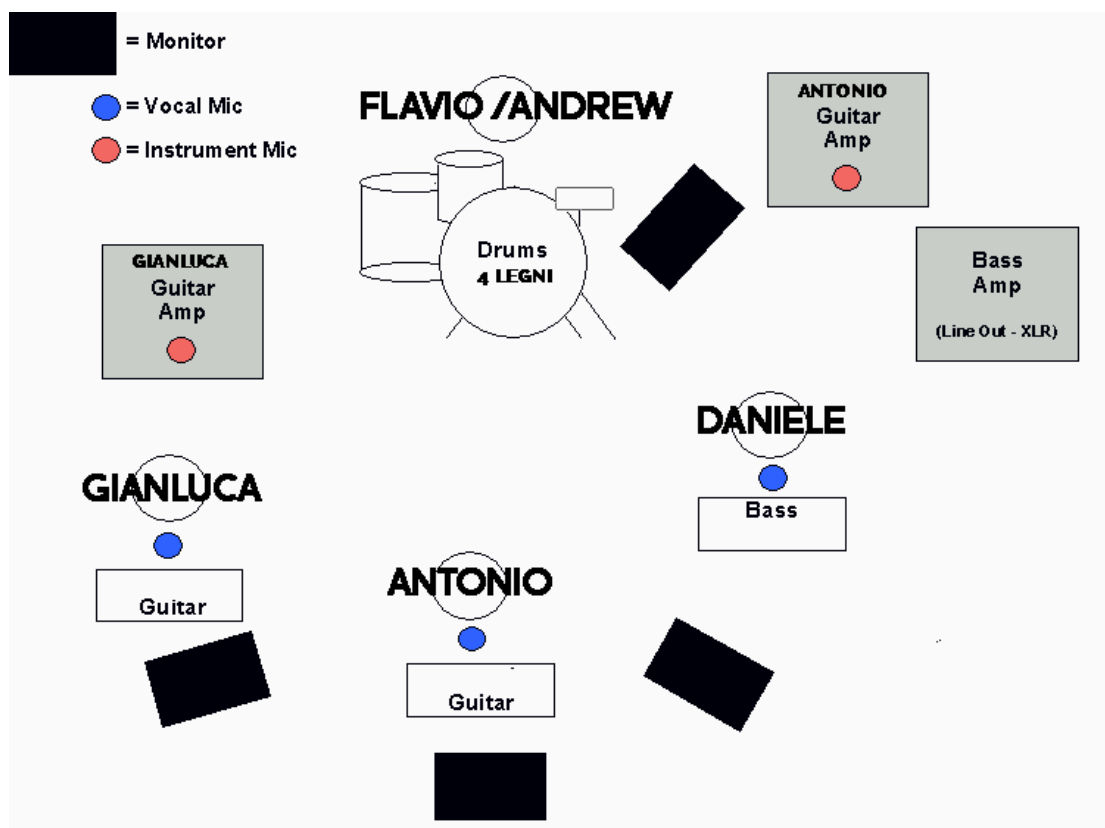 = Monitor
= Vocal Mic
= Instrument Mic
FLAVIO /ANDREW
ANTONIO
Guitar
Amp
Drums
4 LEGNI
GIANLUCA
Guitar
Amp
Bass
Amp
(Line Out - XLR)
DANIELE
Bass
GIANLUCA
Guitar
ANTONIO
Guitar